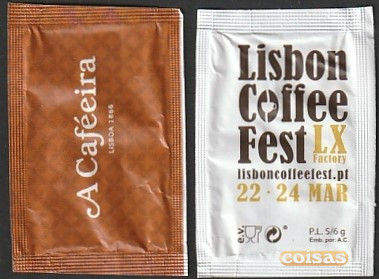 A Caféeira
LISBOA 1866
Lisbon
Coffee
Fest LX
Factory
lisboncoffeefest.pt
22 · 24 MAR
P.L. 5/6 g
Emb. por: A.C.
coisas